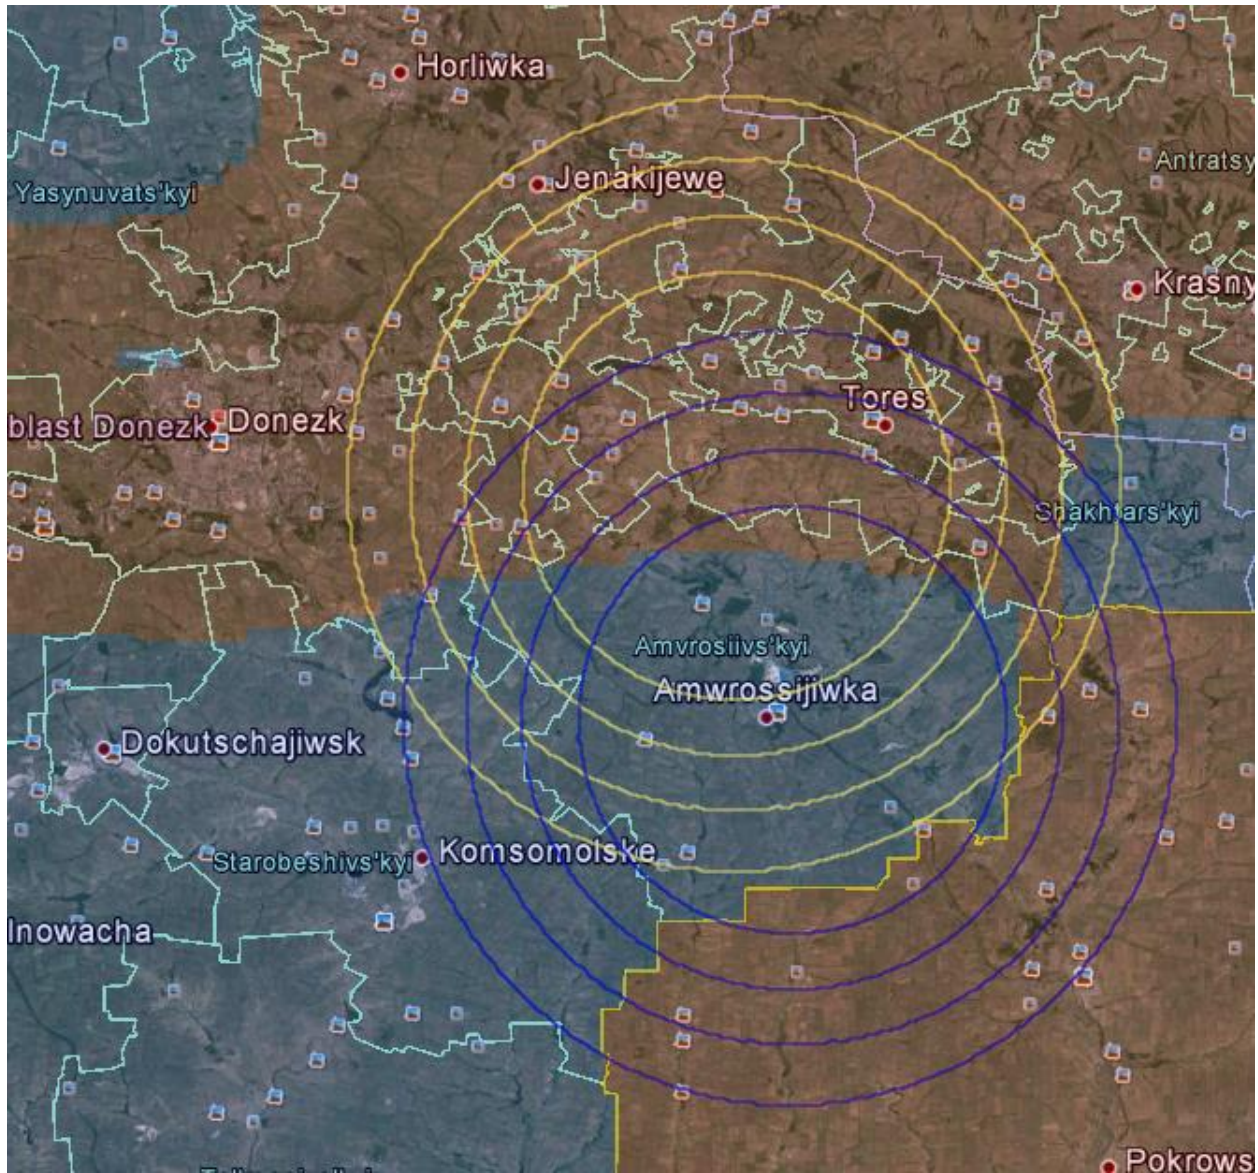 Horliwka
Antratsy
Jenakijewe
Yasynuvats'kyi
Krasny
Tores
blast Donezk
Donezk
Shakhtars'kyi
Amvrosiivs'kyi
Amwrossijiwka
Dokutschajiwsk
Komsomolske
Starobeshivs'kyi
lnowacha
Pokrows